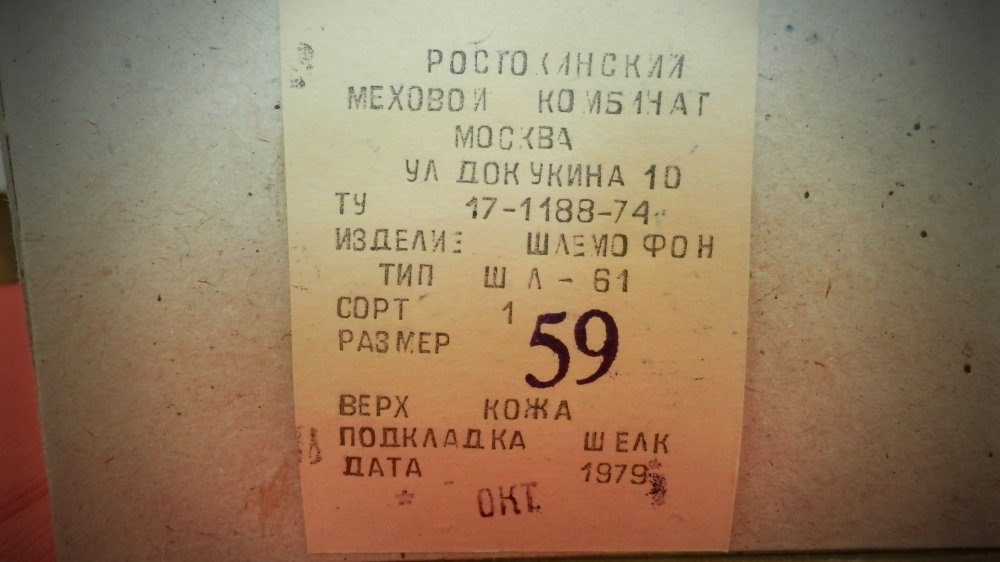 РОСТОКИНСКИЙ
МЕХОВОЙ КОМБИНАТ
МОСКВА
УЛ ДОКУКИНА 10
ТУ 17-1188-74
ИЗДЕЛИЕ ШЛЕМОФОН
ТИП ШЛ-61
СОРТ 1
РАЗМЕР 59
ВЕРХ КОЖА
ПОДКЛАДКА ШЕЛК
ДАТА 1979
ОКТ.